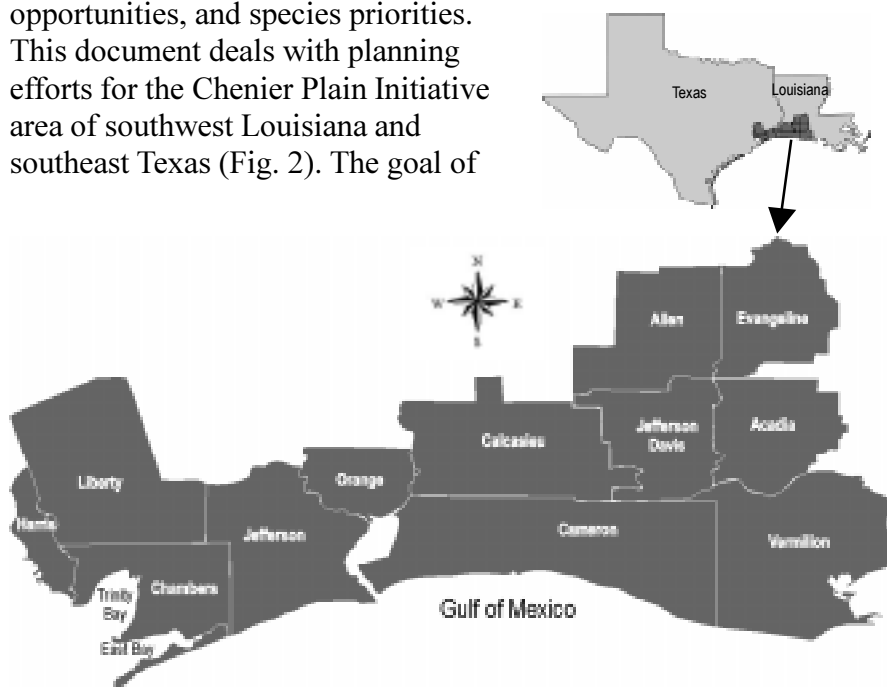 opportunities, and species priorities.
This document deals with planning
efforts for the Chenier Plain Initiative
area of southwest Louisiana and
southeast Texas (Fig. 2). The goal of
Texas
Louisiana
N
W
E
S
Allen
Evangeline
Liberty
Orange
Calcasieu
Jefferson
Davis
Acadia
Harris
Jefferson
Cameron
Vermilion
Chambers
Trinity
Bay
East Bay
Gulf of Mexico